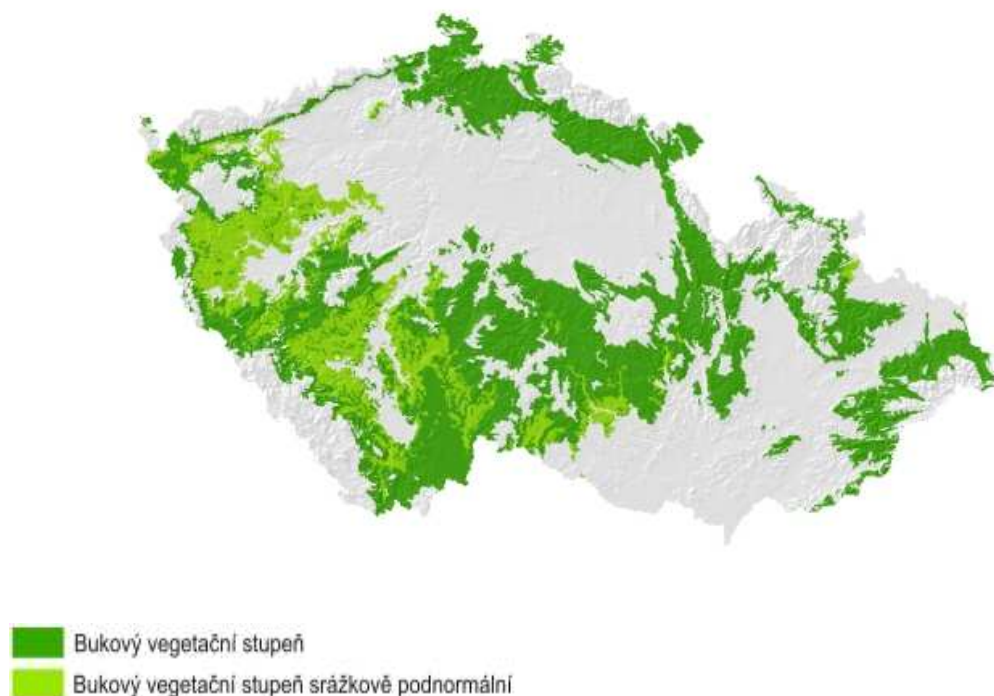 Bukový vegetační stupeň
Bukový vegetační stupeň srážkově podnormální